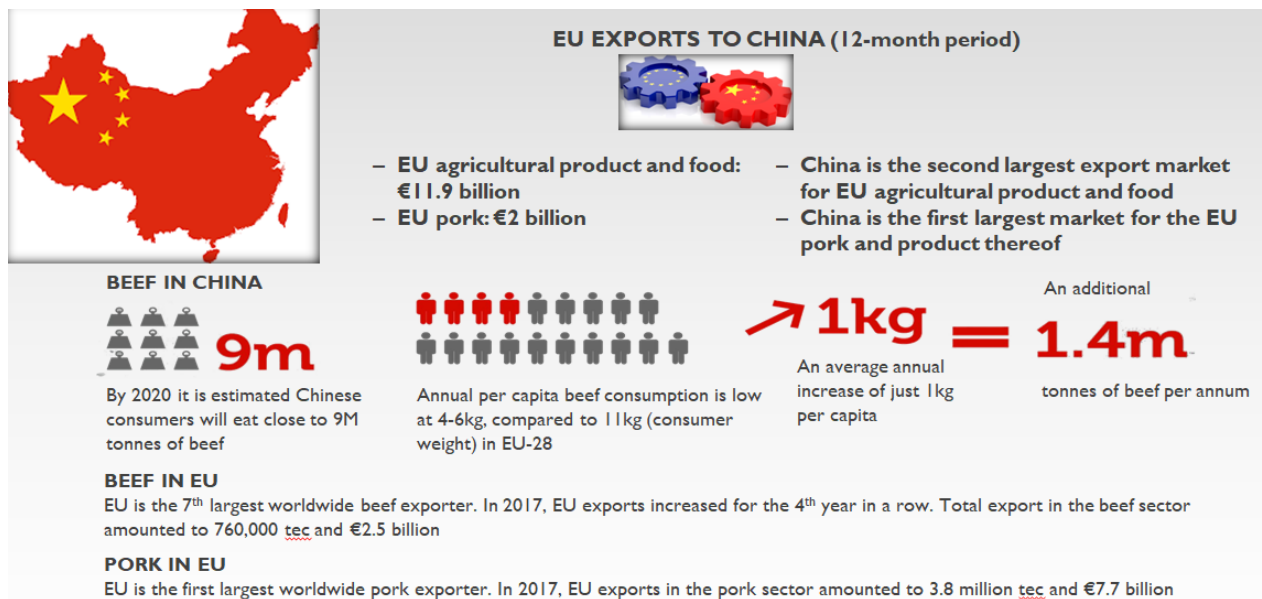 EU EXPORTS TO CHINA (12-month period)
– EU agricultural product and food:
€11.9 billion
– EU pork: €2 billion
– China is the second largest export market
for EU agricultural product and food
– China is the first largest market for the EU
pork and product thereof
BEEF IN CHINA
9m
By 2020 it is estimated Chinese
consumers will eat close to 9M
tonnes of beef
Annual per capita beef consumption is low
at 4-6kg, compared to 11kg (consumer
weight) in EU-28
1kg
An average annual
increase of just 1kg
per capita
=
An additional
1.4m
tonnes of beef per annum
BEEF IN EU
EU is the 7th largest worldwide beef exporter. In 2017, EU exports increased for the 4th year in a row. Total export in the beef sector
amounted to 760,000 tec and €2.5 billion
PORK IN EU
EU is the first largest worldwide pork exporter. In 2017, EU exports in the pork sector amounted to 3.8 million tec and €7.7 billion